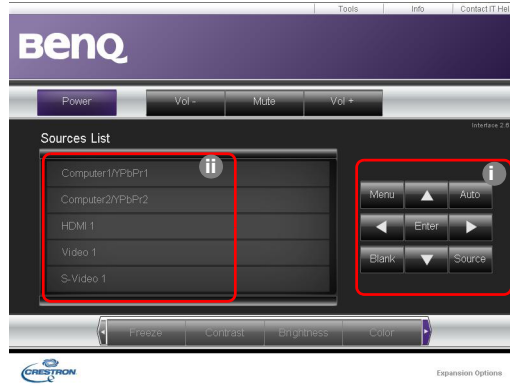 Tools Info Contact IT Hel
BenQ
Power Vol - Mute Vol +
Interface 2.6
Sources List
ii
i
Computer1/YPbPr1
Computer2/YPbPr2
HDMI 1
Video 1
S-Video 1
Menu Auto
Enter
Blank Source
Freeze Contrast Brightness Color
CRESTRON
Expansion Options